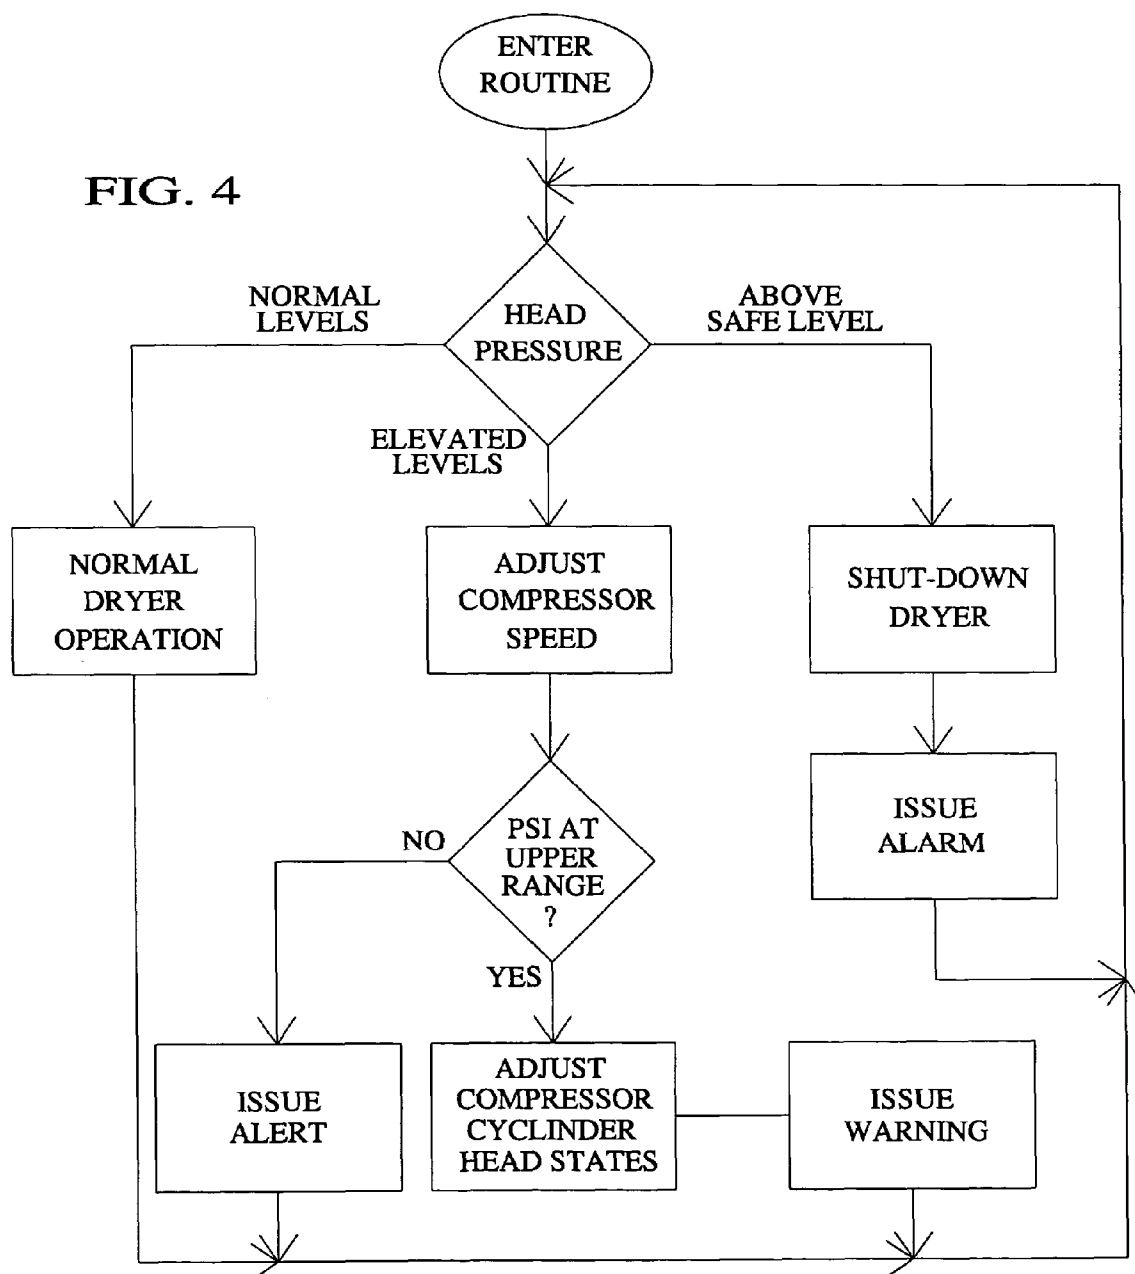 ENTER
ROUTINE
FIG. 4
NORMAL
LEVELS
HEAD
PRESSURE
ABOVE
SAFE LEVEL
ELEVATED
LEVELS
NORMAL
DRYER
OPERATION
ADJUST
COMPRESSOR
SPEED
SHUT-DOWN
DRYER
ISSUE
ALARM
NO
PSI AT
UPPER
RANGE
?
YES
ISSUE
ALERT
ADJUST
COMPRESSOR
CYCLINDER
HEAD STATES
ISSUE
WARNING